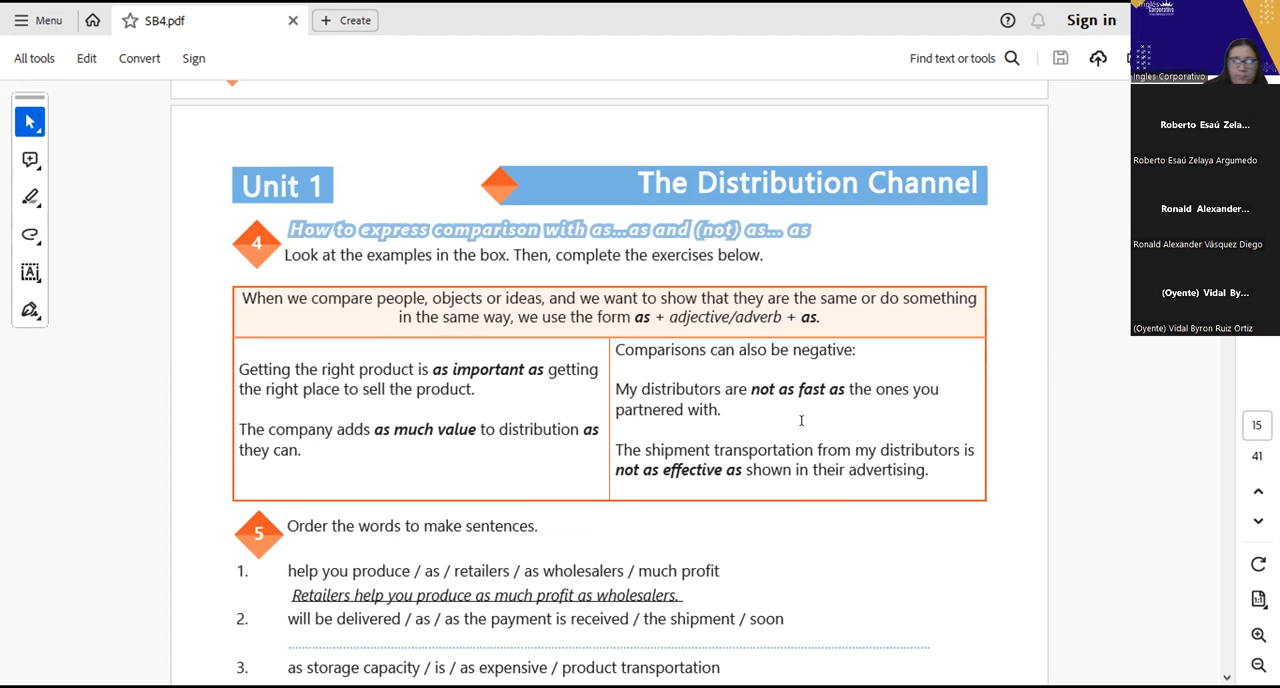 Menu
SB4.pdf
Create
Sign in
All tools
Edit
Convert
Sign
Find text or tools
Inglés
Corporativo
Ingles Corporativo
Roberto Esaú Zela...
Roberto Esaú Zelaya Argumedo
Ronald Alexander...
Ronald Alexander Vásquez Diego
(Oyente) Vidal By...
(Oyente) Vidal Byron Ruiz Ortiz
Unit 1
The Distribution Channel
4
How to express comparison with as...as and (not) as... as
Look at the examples in the box. Then, complete the exercises below.
When we compare people, objects or ideas, and we want to show that they are the same or do something
in the same way, we use the form as + adjective/adverb + as.
Getting the right product is as important as getting
the right place to sell the product.
The company adds as much value to distribution as
they can.
Comparisons can also be negative:
My distributors are not as fast as the ones you
partnered with.
The shipment transportation from my distributors is
not as effective as shown in their advertising.
5
Order the words to make sentences.
1. help you produce / as / retailers / as wholesalers / much profit
Retailers help you produce as much profit as wholesalers.
2. will be delivered / as / as the payment is received / the shipment / soon
3. as storage capacity / is / as expensive / product transportation
15
41
1:1